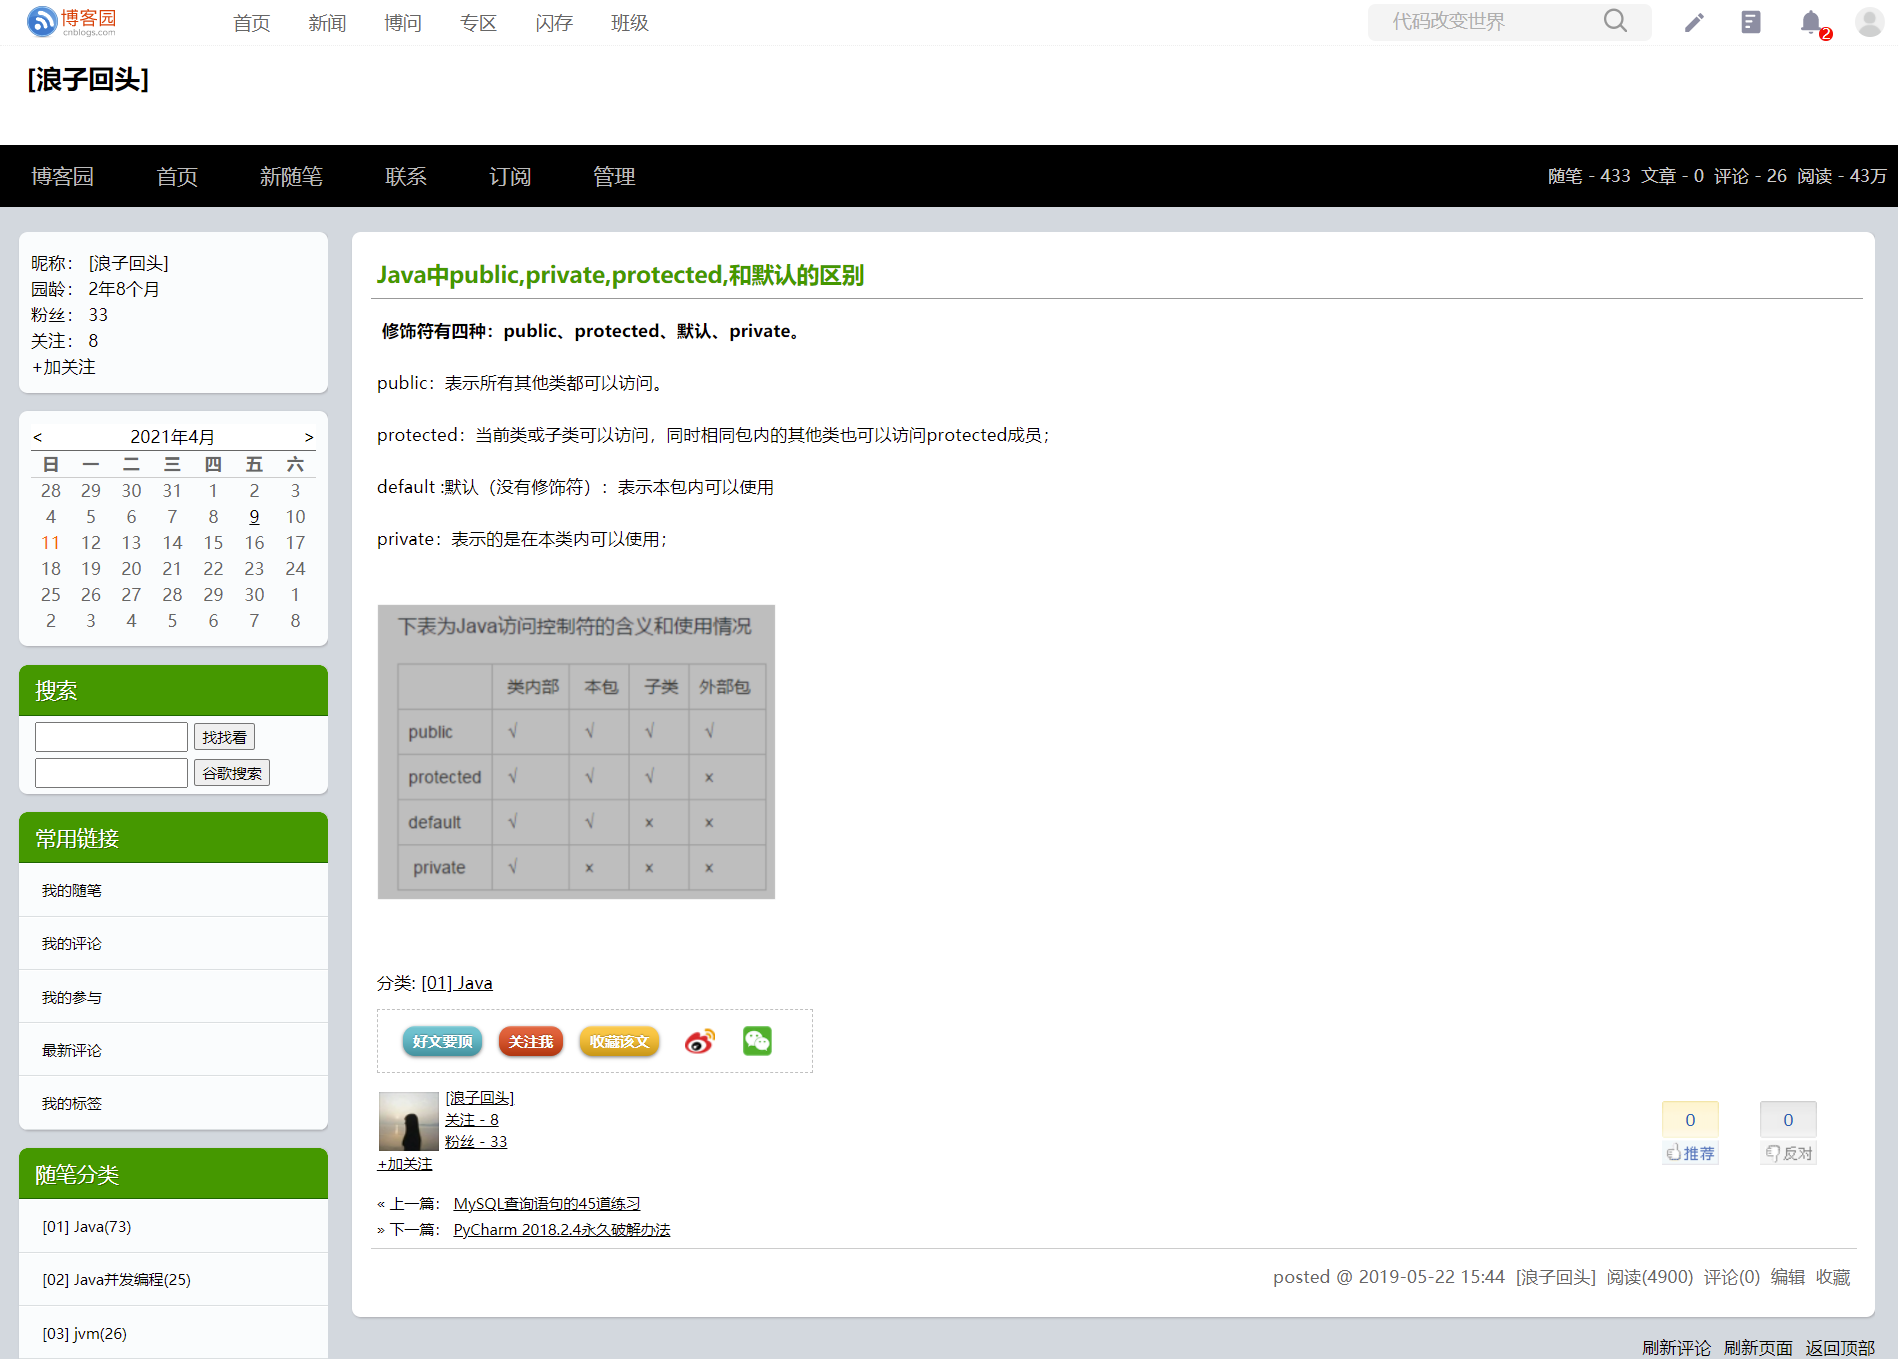 博客园
cnblogs.com
首页 新闻 博问 专区 闪存 班级
代码改变世界
2
[浪子回头]
博客园 首页 新随笔 联系 订阅 管理
随笔 - 433 文章 - 0 评论 - 26 阅读 - 43万
昵称： [浪子回头]
园龄： 2年8个月
粉丝： 33
关注： 8
+加关注
< 2021年4月 >
日 一 二 三 四 五 六
28 29 30 31 1 2 3
4 5 6 7 8 9 10
11 12 13 14 15 16 17
18 19 20 21 22 23 24
25 26 27 28 29 30 1
2 3 4 5 6 7 8
搜索
找找看
谷歌搜索
常用链接
我的随笔
我的评论
我的参与
最新评论
我的标签
随笔分类
[01] Java(73)
[02] Java并发编程(25)
[03] jvm(26)
Java中public,private,protected,和默认的区别
修饰符有四种：public、protected、默认、private。
public：表示所有其他类都可以访问。
protected：当前类或子类可以访问，同时相同包内的其他类也可以访问protected成员；
default :默认（没有修饰符）：表示本包内可以使用
private：表示的是在本类内可以使用；
下表为Java访问控制符的含义和使用情况
类内部 本包 子类 外部包
public √ √ √ √
protected √ √ √ x
default √ √ x x
private √ x x x
分类: [01] Java
好文要顶 关注我 收藏该文
[浪子回头]
关注 - 8
粉丝 - 33
+加关注
0 0
推荐 反对
« 上一篇： MySQL查询语句的45道练习
» 下一篇： PyCharm 2018.2.4永久破解办法
posted @ 2019-05-22 15:44 [浪子回头] 阅读(4900) 评论(0) 编辑 收藏
刷新评论 刷新页面 返回顶部